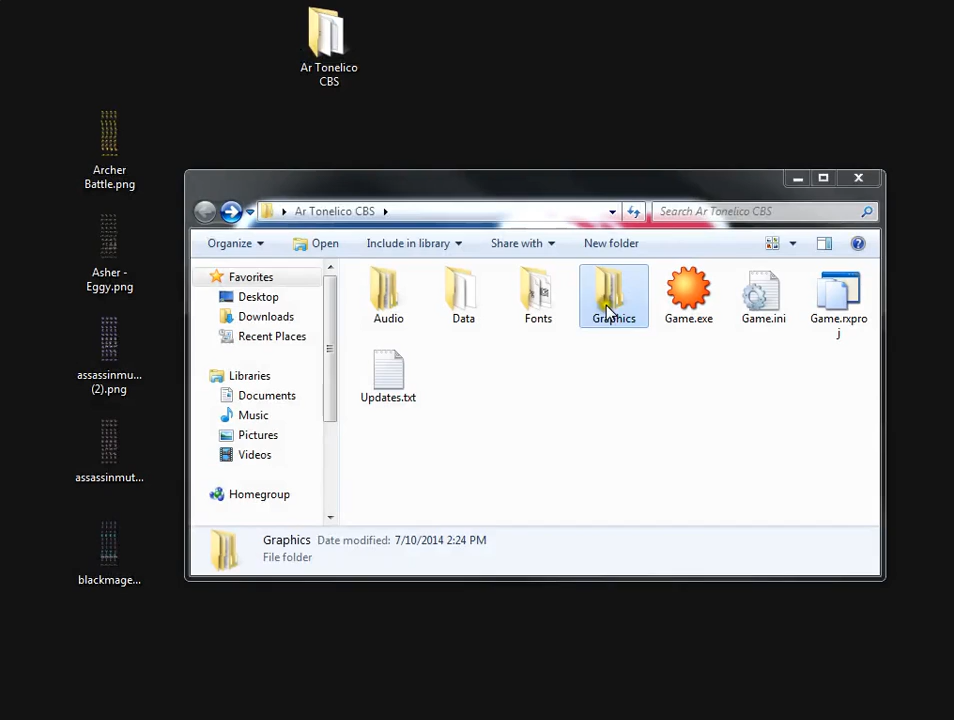 Ar Tonelico
CBS
Archer
Battle.png
Asher -
Eggy.png
assassinmu...
(2).png
assassinmut...
blackmage...
Ar Tonelico CBS
Search Ar Tonelico CBS
Organize
Open
Include in library
Share with
New folder
Favorites
Desktop
Downloads
Recent Places
Libraries
Documents
Music
Pictures
Videos
Homegroup
Audio
Data
Fonts
Graphics
Game.exe
Game.ini
Game.rxpro
j
Updates.txt
Graphics Date modified: 7/10/2014 2:24 PM
File folder